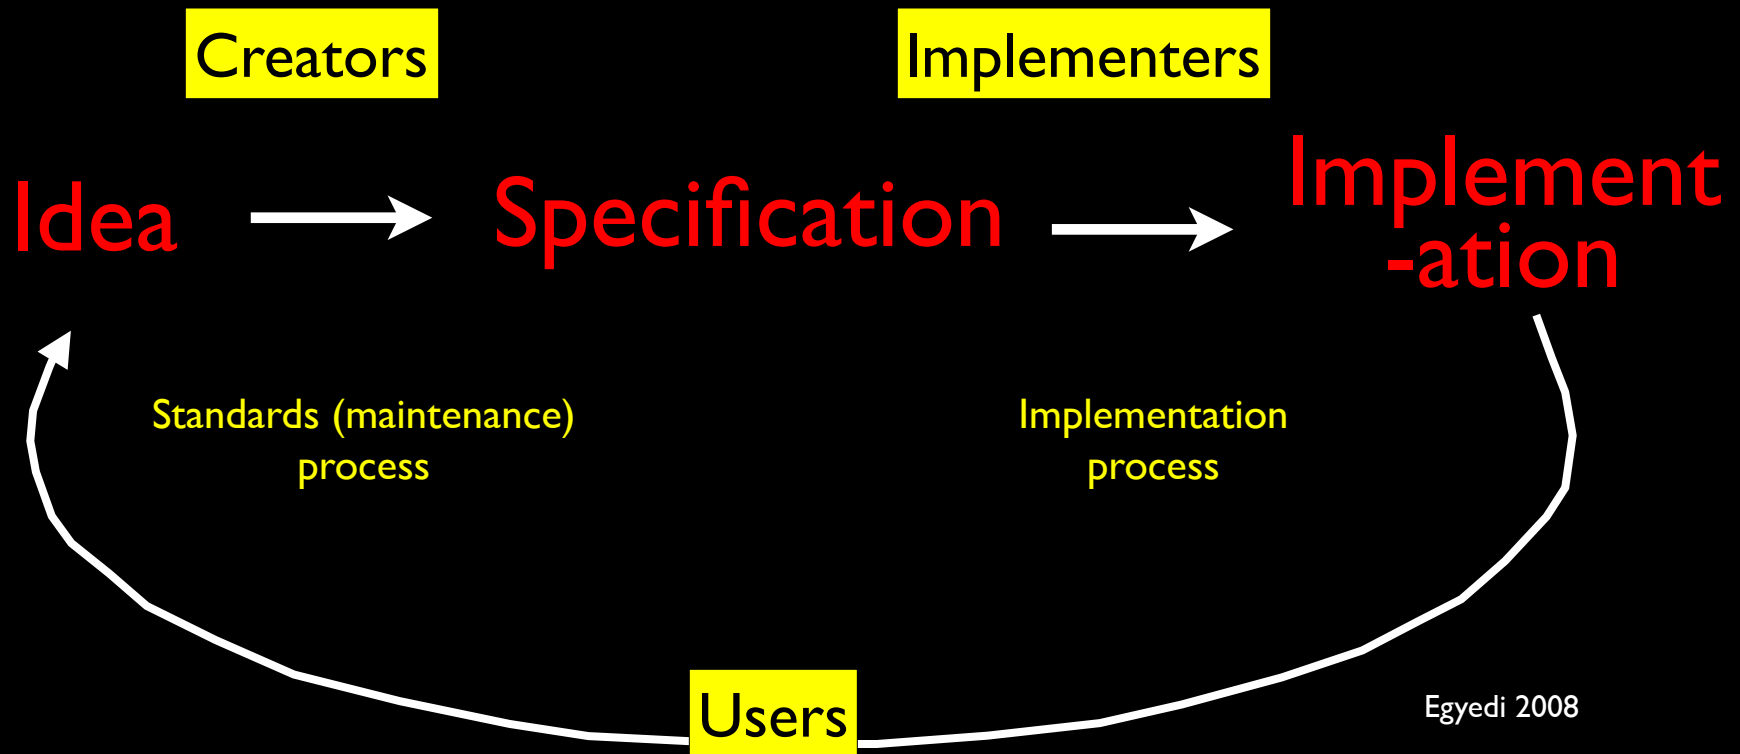 Creators
Implementers
Idea
Specification
Implement
-ation
Standards (maintenance)
process
Implementation
process
Users
Egyedi 2008